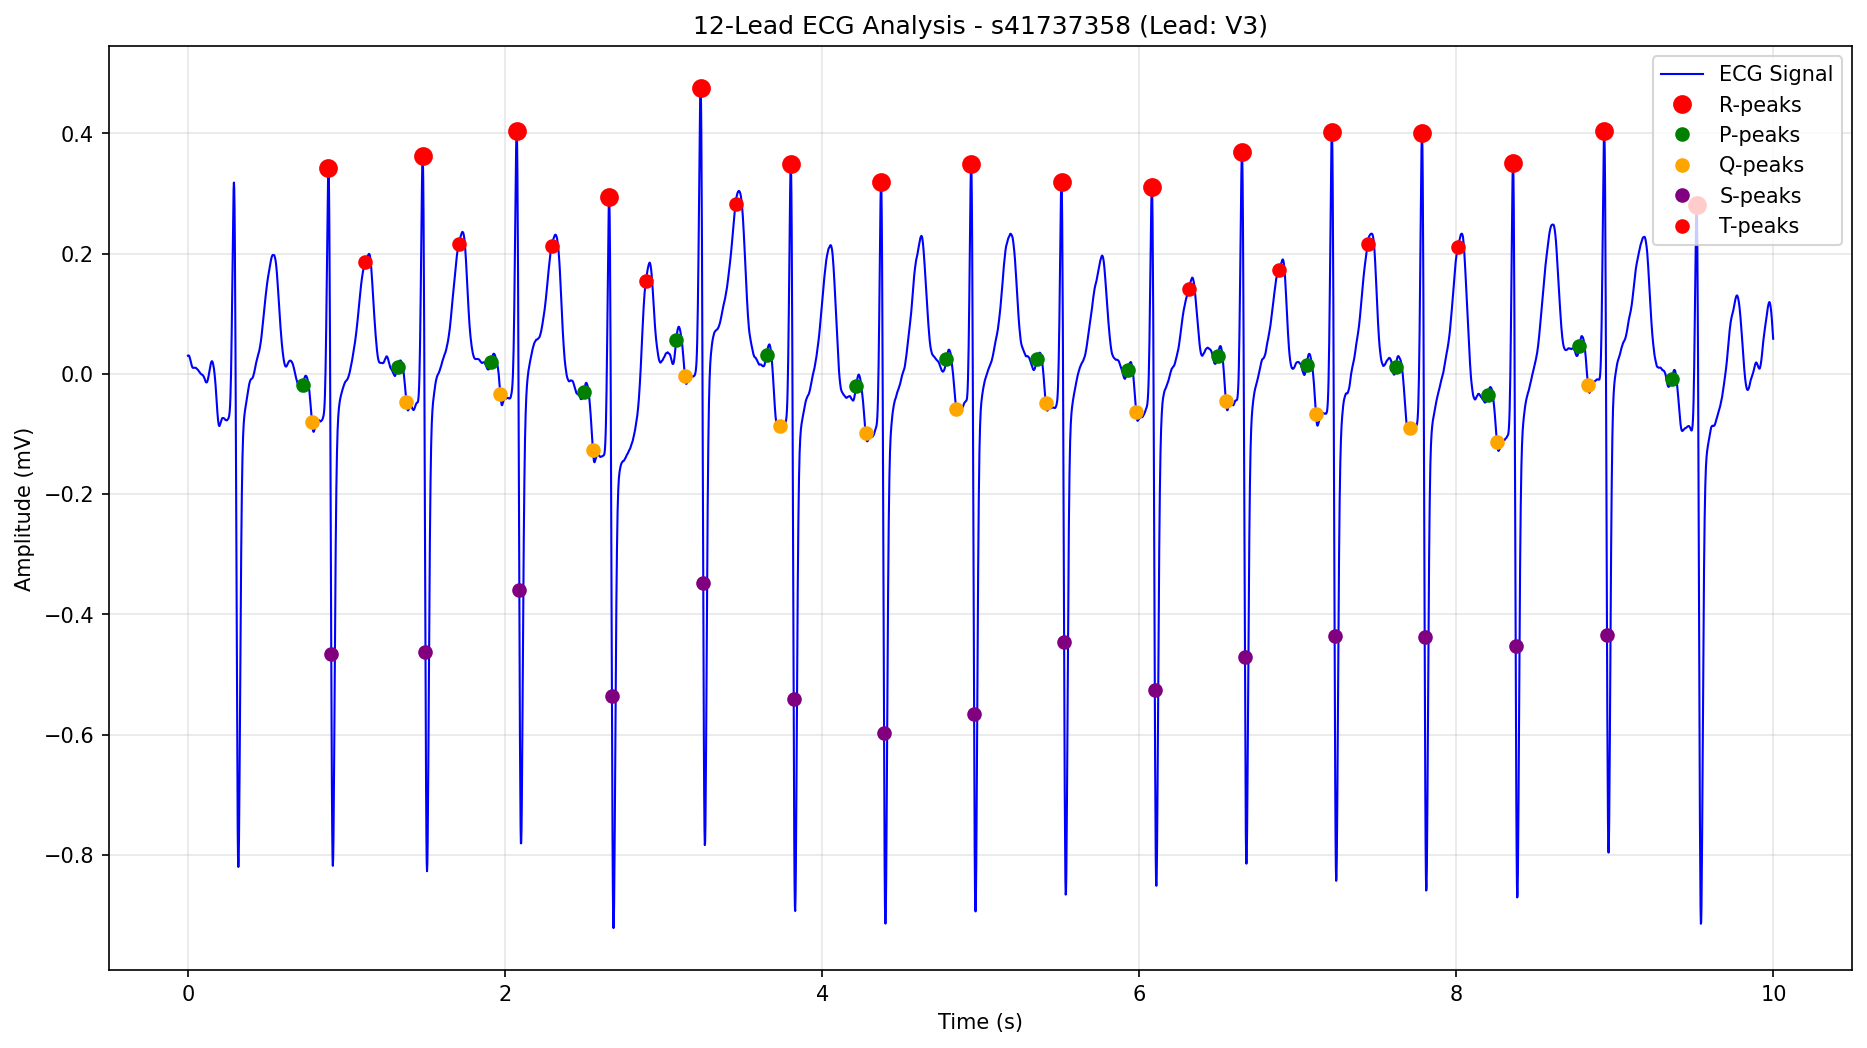 12-Lead ECG Analysis - s41737358 (Lead: V3)
ECG Signal
R-peaks
P-peaks
Q-peaks
S-peaks
T-peaks
Amplitude (mV)
0.4
0.2
0.0
−0.2
−0.4
−0.6
−0.8
0
2
4
6
8
10
Time (s)